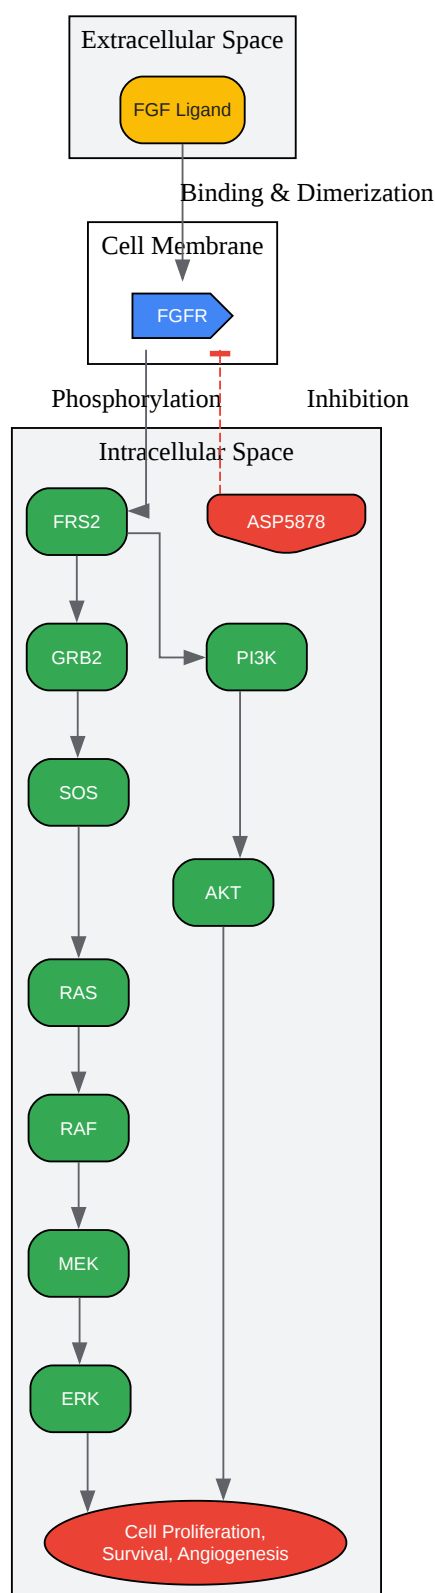 Extracellular Space
FGF Ligand
Binding & Dimerization
Cell Membrane
FGFR
Phosphorylation
Inhibition
Intracellular Space
FRS2
ASP5878
GRB2
PI3K
SOS
AKT
RAS
RAF
MEK
ERK
Cell Proliferation,
Survival, Angiogenesis